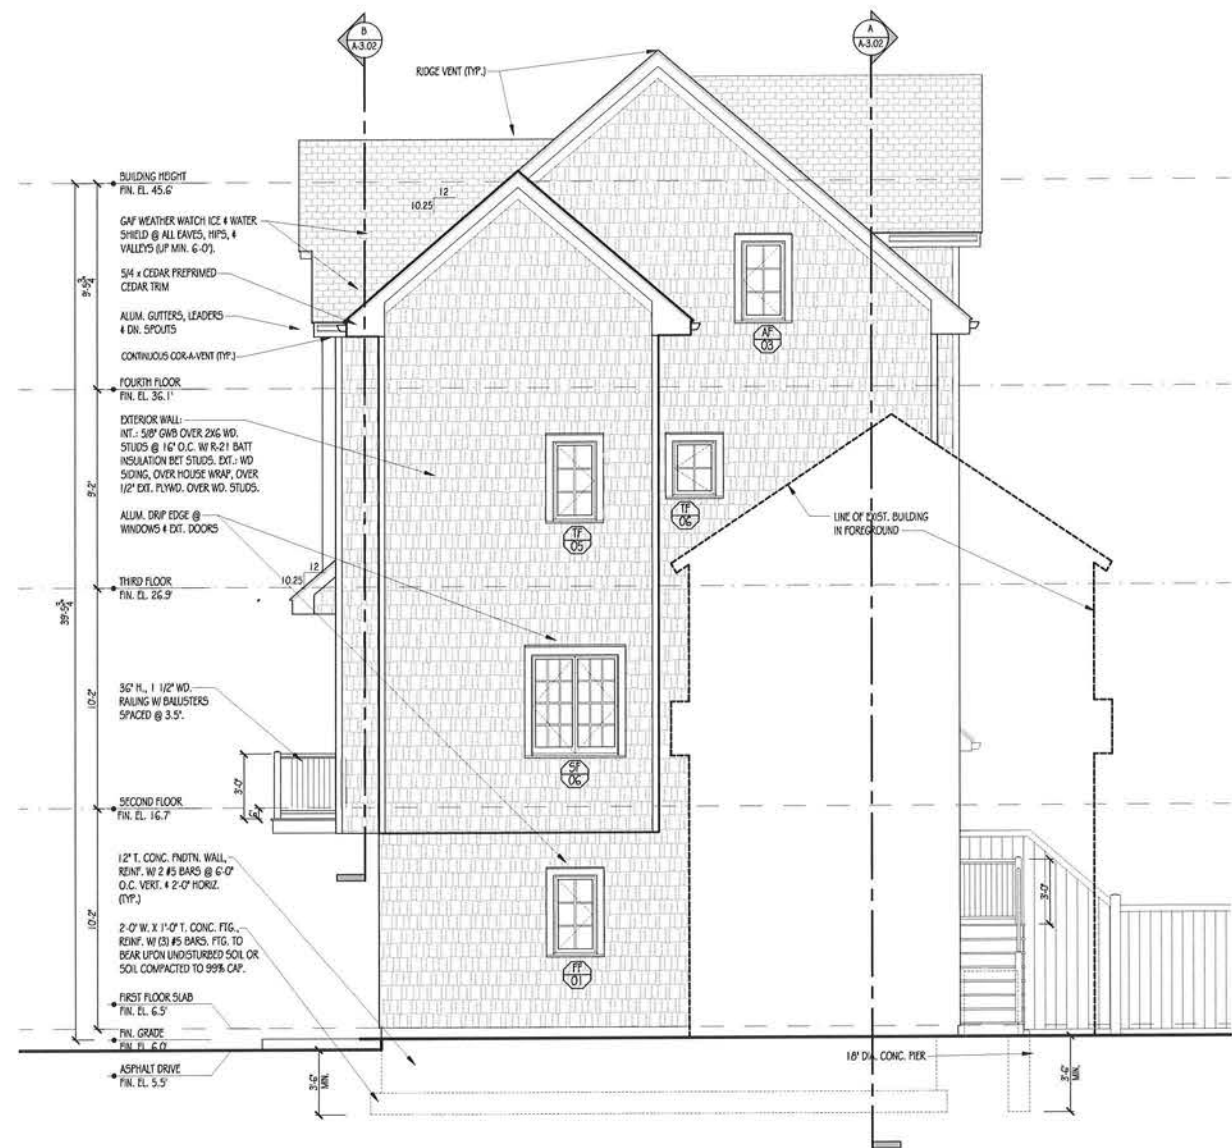 B
A-3.02
A
A-3.02
RIDGE VENT (TYP.)
BUILDING HEIGHT
FIN. EL. 45.6'
12
10.25
GAF WEATHER WATCH ICE & WATER
SHIELD @ ALL EAVES, HIPS, &
VALLEYS (UP MIN. 6'-0").
5/4 x CEDAR PREPRIMED
CEDAR TRIM
9'-5 3/4"
ALUM. GUTTERS, LEADERS
& DN. SPOUTS
AF
03
CONTINUOUS COR-A-VENT (TYP.)
FOURTH FLOOR
FIN. EL. 36.1'
EXTERIOR WALL:
INT.: 5/8" GWB OVER 2X6 WD.
STUDS @ 16" O.C. W/ R-21 BATT
INSULATION BET STUDS. EXT.: WD
SIDING, OVER HOUSE WRAP, OVER
1/2" EXT. PLYWD. OVER WD. STUDS.
9'-2"
ALUM. DRIP EDGE @
WINDOWS & EXT. DOORS
TF
05
TF
06
LINE OF EXIST. BUILDING
IN FOREGROUND
12
10.25
THIRD FLOOR
FIN. EL. 26.9'
39'-5 3/4"
36" H., 1 1/2" WD.
RAILING W/ BALUSTERS
SPACED @ 3.5".
10'-2"
SF
06
3'-0"
6"
SECOND FLOOR
FIN. EL. 16.7'
12" T. CONC. FNDTN. WALL,
REINF. W/ 2 #5 BARS @ 6'-0"
O.C. VERT. & 2'-0" HORIZ.
(TYP.)
3'-0"
10'-2"
2'-0" W. X 1'-0" T. CONC. FTG.,
REINF. W/ (3) #5 BARS. FTG. TO
BEAR UPON UNDISTURBED SOIL OR
SOIL COMPACTED TO 99% CAP.
FF
01
FIRST FLOOR SLAB
FIN. EL. 6.5'
FIN. GRADE
FIN. EL. 6.0'
ASPHALT DRIVE
FIN. EL. 5.5'
18" DIA. CONC. PIER
3'-6"
MIN.
3'-6"
MIN.